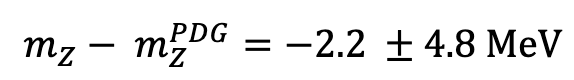 m_Z − m_Z^{PDG} = −2.2 ± 4.8 MeV